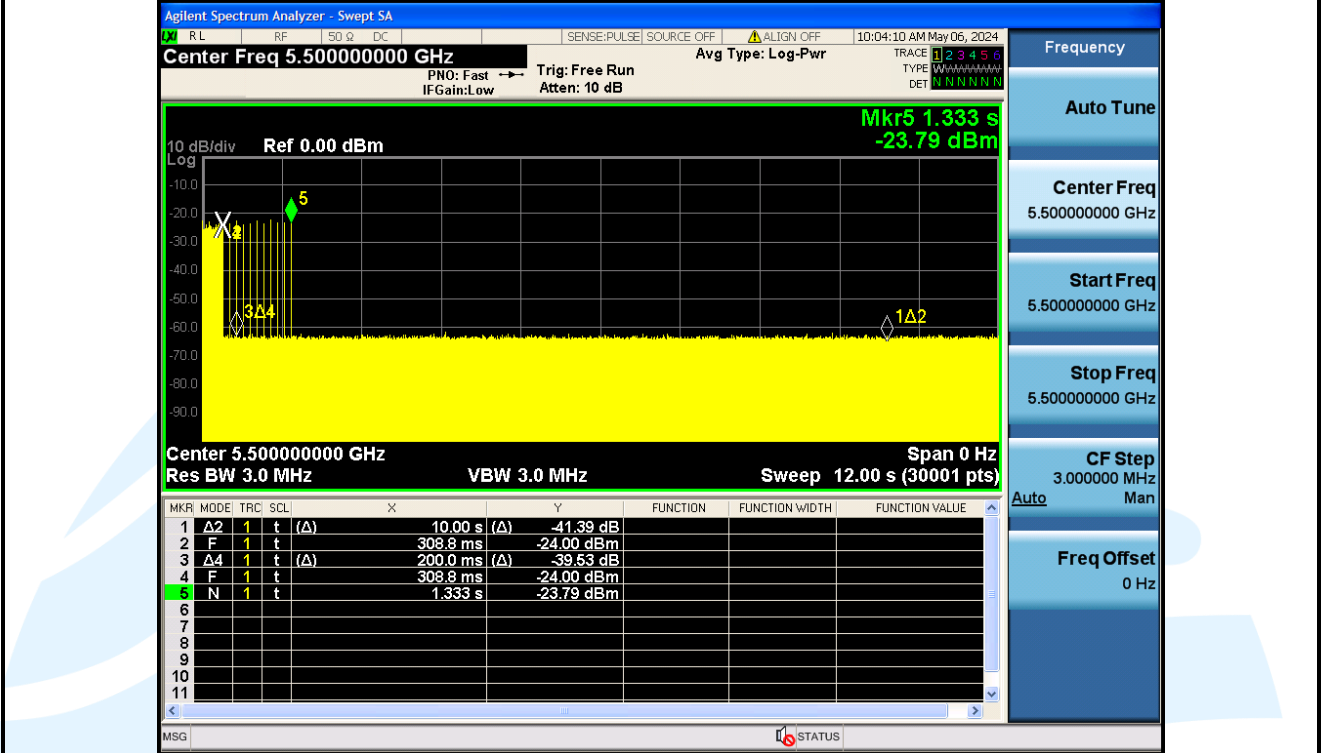 Agilent Spectrum Analyzer - Swept SA
LXI RL RF 50 Ω DC SENSE:PULSE SOURCE OFF ⚠ALIGN OFF 10:04:10 AM May 06, 2024
Center Freq 5.500000000 GHz
PNO: Fast
IFGain:Low
Trig: Free Run
Atten: 10 dB
Avg Type: Log-Pwr
TRACE 1 2 3 4 5 6
TYPE WWWWWW
DET N N N N N N
Mkr5 1.333 s
-23.79 dBm
10 dB/div Ref 0.00 dBm
Log
-10.0
-20.0
-30.0
-40.0
-50.0
-60.0
-70.0
-80.0
-90.0
5
3Δ4
1Δ2
Center 5.500000000 GHz Span 0 Hz
Res BW 3.0 MHz VBW 3.0 MHz Sweep 12.00 s (30001 pts)
MKR MODE TRC SCL X Y FUNCTION FUNCTION WIDTH FUNCTION VALUE
1 Δ2 1 t (Δ) 10.00 s (Δ) -41.39 dB
2 F 1 t 308.8 ms -24.00 dBm
3 Δ4 1 t (Δ) 200.0 ms (Δ) -39.53 dB
4 F 1 t 308.8 ms -24.00 dBm
5 N 1 t 1.333 s -23.79 dBm
6
7
8
9
10
11
MSG STATUS
Frequency
Auto Tune
Center Freq
5.500000000 GHz
Start Freq
5.500000000 GHz
Stop Freq
5.500000000 GHz
CF Step
3.000000 MHz
Auto Man
Freq Offset
0 Hz